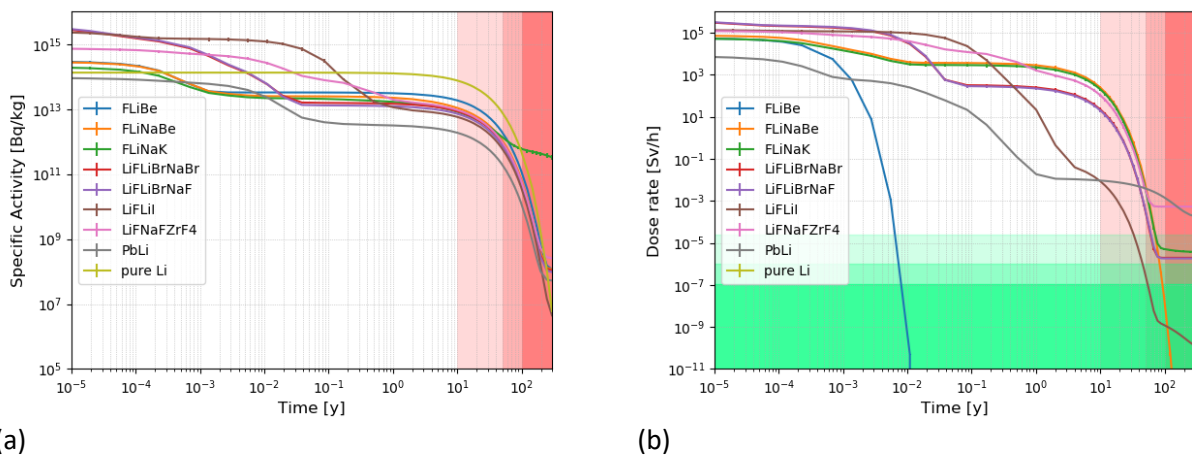 10^15
10^13
10^11
10^9
10^7
10^5
Specific Activity [Bq/kg]
FLiBe
FLiNaBe
FLiNaK
LiFLiBrNaBr
LiFLiBrNaF
LiFLiI
LiFNaFZrF4
PbLi
pure Li
10^-5 10^-4 10^-3 10^-2 10^-1 10^0 10^1 10^2
Time [y]
(a)
10^5
10^3
10^1
10^-1
10^-3
10^-5
10^-7
10^-9
10^-11
Dose rate [Sv/h]
FLiBe
FLiNaBe
FLiNaK
LiFLiBrNaBr
LiFLiBrNaF
LiFLiI
LiFNaFZrF4
PbLi
pure Li
10^-5 10^-4 10^-3 10^-2 10^-1 10^0 10^1 10^2
Time [y]
(b)